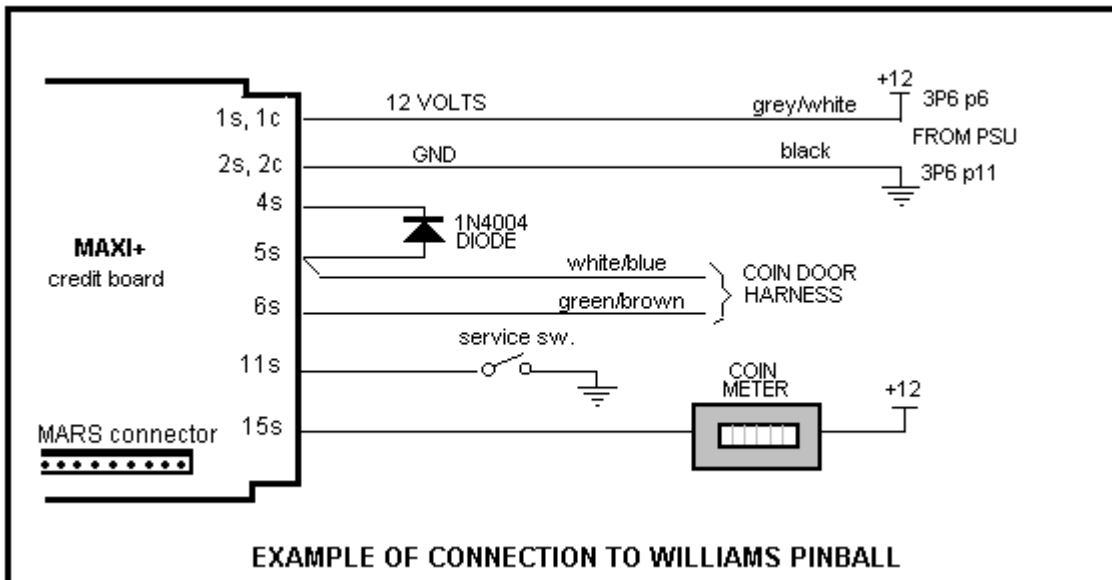 12 VOLTS
grey/white
+12
3P6 p6
1s, 1c
FROM PSU
GND
black
2s, 2c
3P6 p11
4s
1N4004
DIODE
MAXI+
credit board
5s
white/blue
COIN DOOR
HARNESS
6s
green/brown
service sw.
11s
COIN
METER
+12
MARS connector
15s
EXAMPLE OF CONNECTION TO WILLIAMS PINBALL